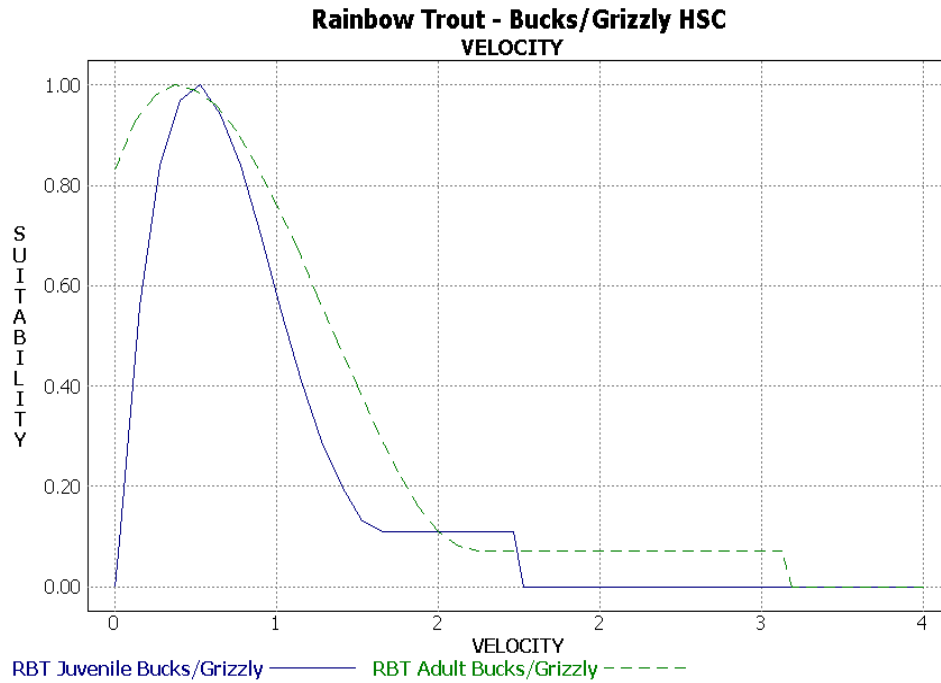 Rainbow Trout - Bucks/Grizzly HSC
VELOCITY
SUITABILITY
1.00
0.80
0.60
0.40
0.20
0.00
0 1 2 2 3 4
VELOCITY
RBT Juvenile Bucks/Grizzly RBT Adult Bucks/Grizzly